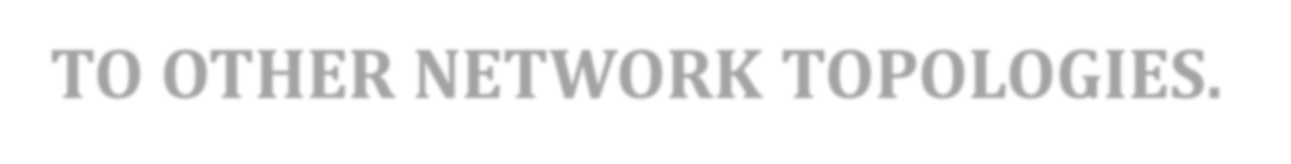 TO OTHER NETWORK TOPOLOGIES.